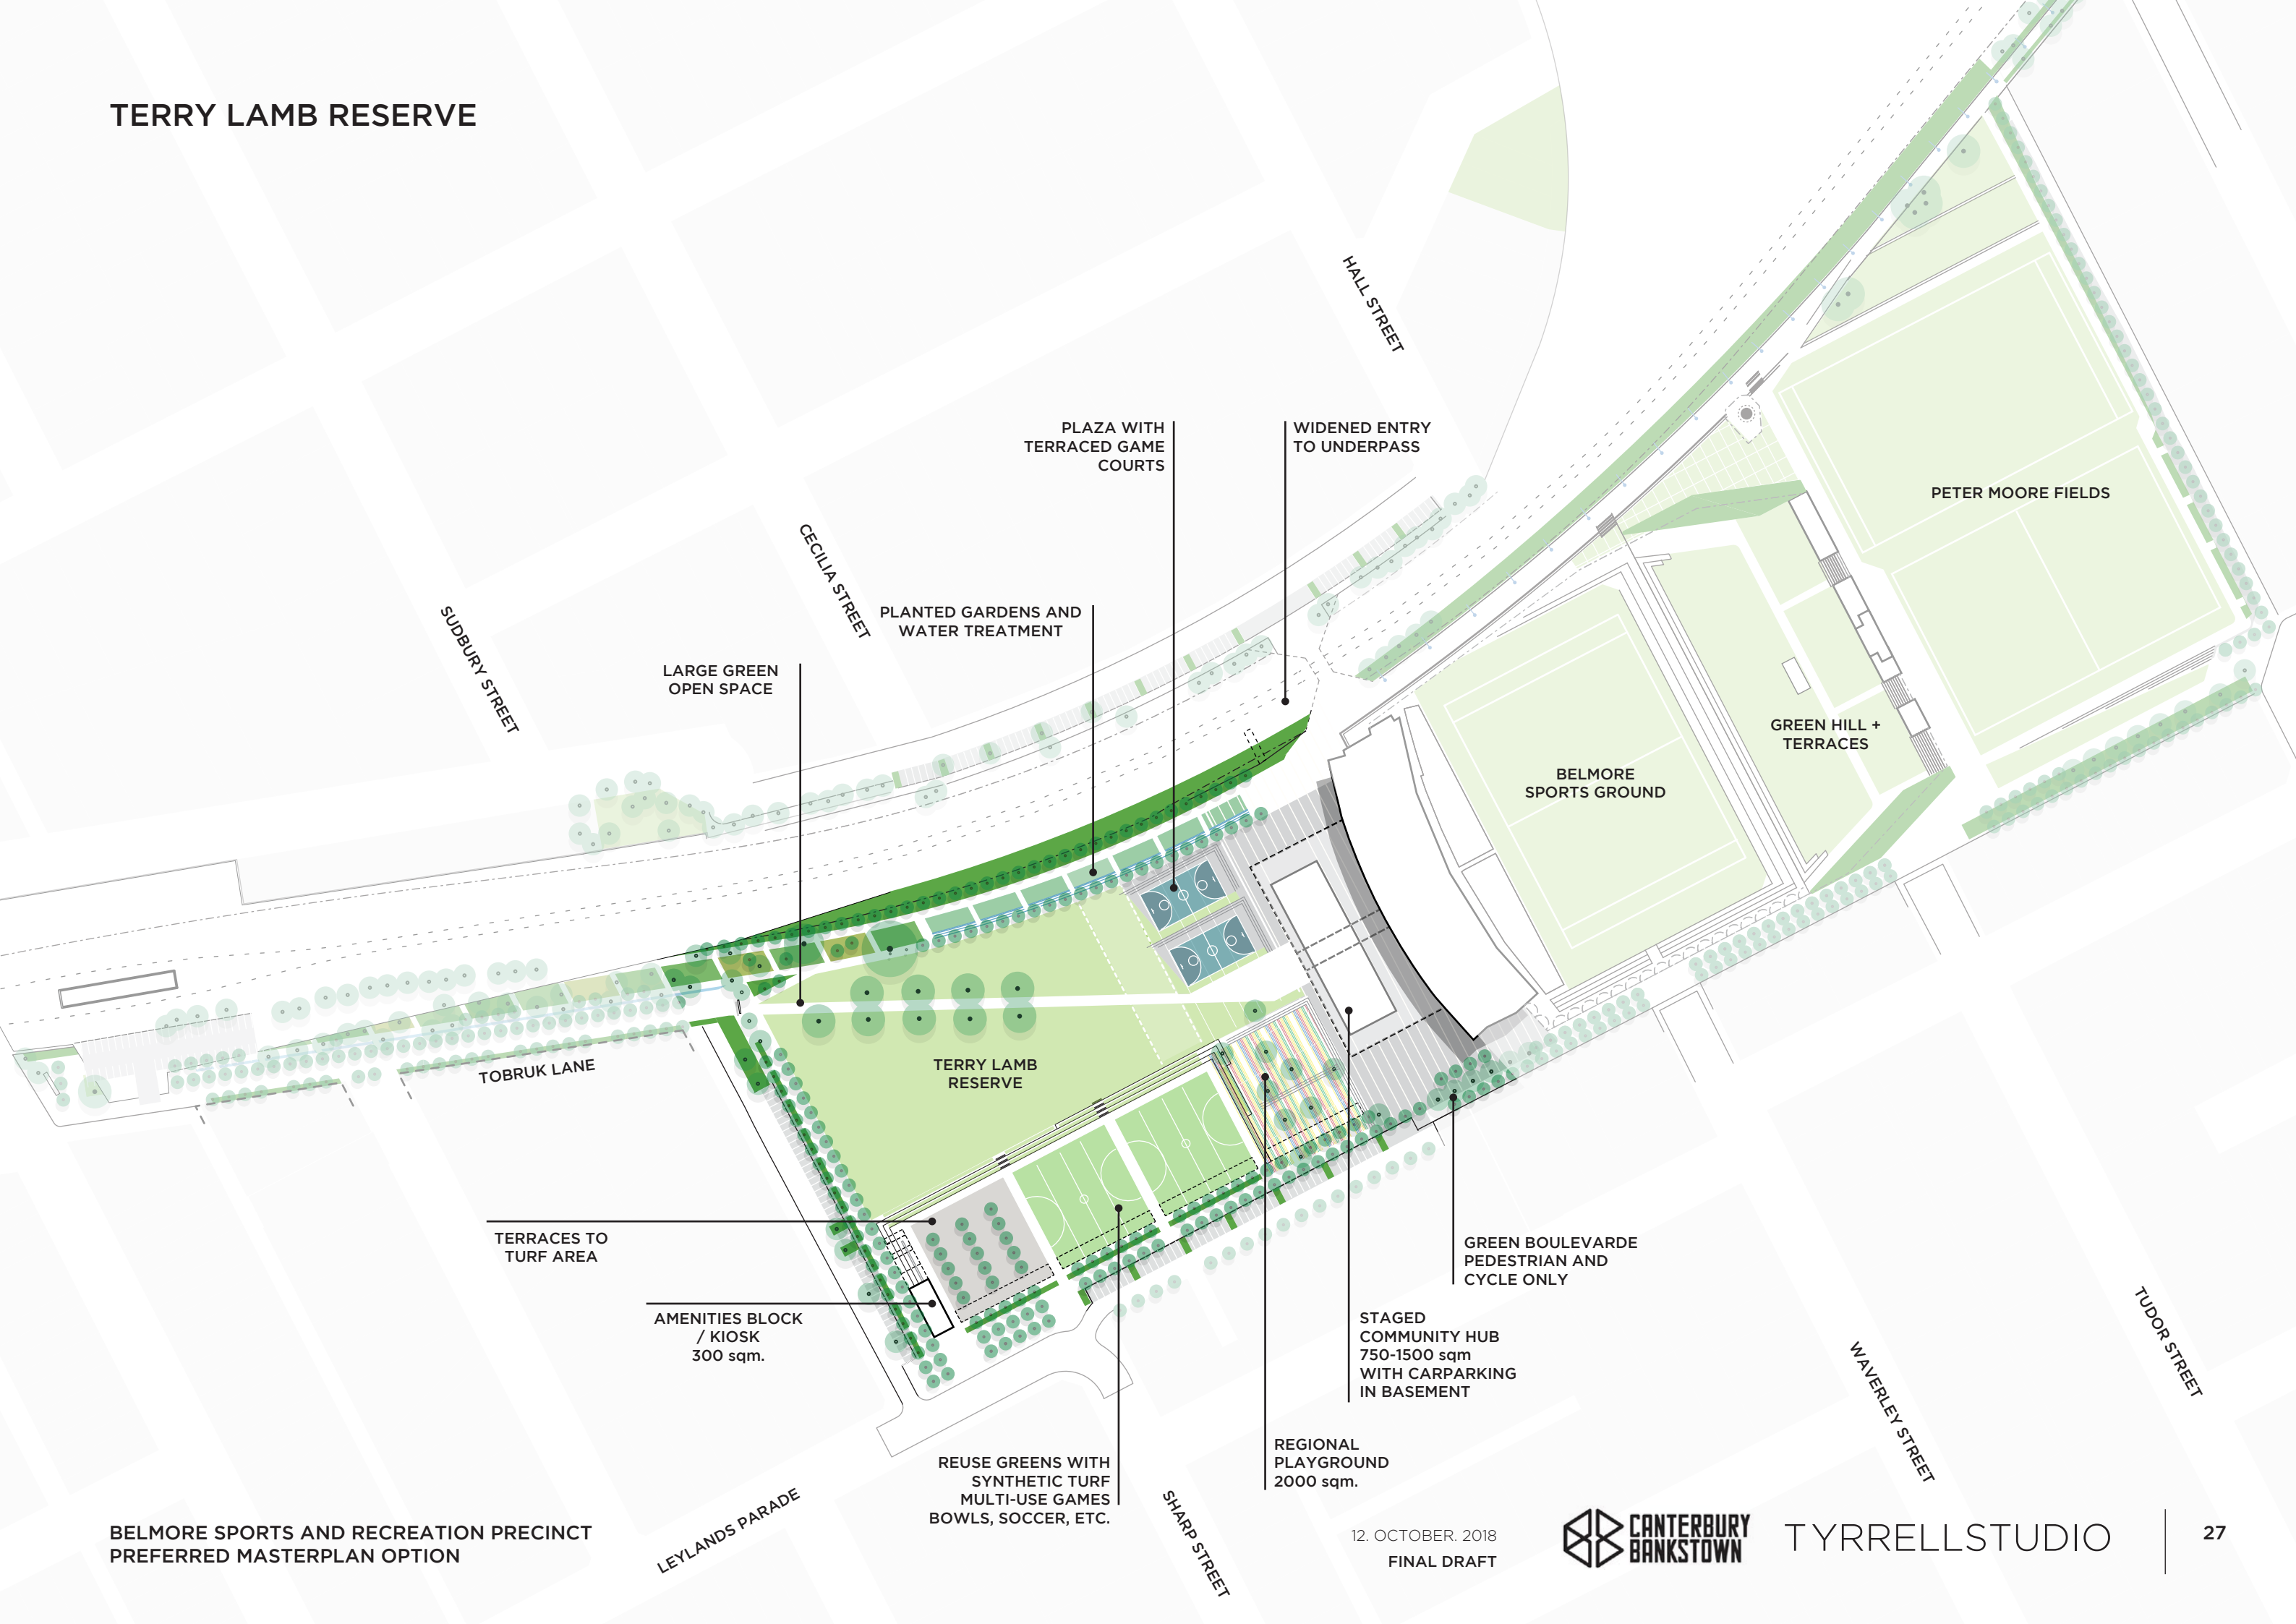 TERRY LAMB RESERVE
HALL STREET
PLAZA WITH
TERRACED GAME
COURTS
WIDENED ENTRY
TO UNDERPASS
PETER MOORE FIELDS
CECILIA STREET
SUDBURY STREET
PLANTED GARDENS AND
WATER TREATMENT
LARGE GREEN
OPEN SPACE
GREEN HILL +
TERRACES
BELMORE
SPORTS GROUND
TOBRUK LANE
TERRY LAMB
RESERVE
TERRACES TO
TURF AREA
GREEN BOULEVARDE
PEDESTRIAN AND
CYCLE ONLY
AMENITIES BLOCK
/ KIOSK
300 sqm.
STAGED
COMMUNITY HUB
750-1500 sqm
WITH CARPARKING
IN BASEMENT
TUDOR STREET
WAVERLEY STREET
REGIONAL
PLAYGROUND
2000 sqm.
REUSE GREENS WITH
SYNTHETIC TURF
MULTI-USE GAMES
BOWLS, SOCCER, ETC.
LEYLANDS PARADE
SHARP STREET
BELMORE SPORTS AND RECREATION PRECINCT
PREFERRED MASTERPLAN OPTION
12. OCTOBER. 2018
FINAL DRAFT
CANTERBURY
BANKSTOWN
TYRRELLSTUDIO
27